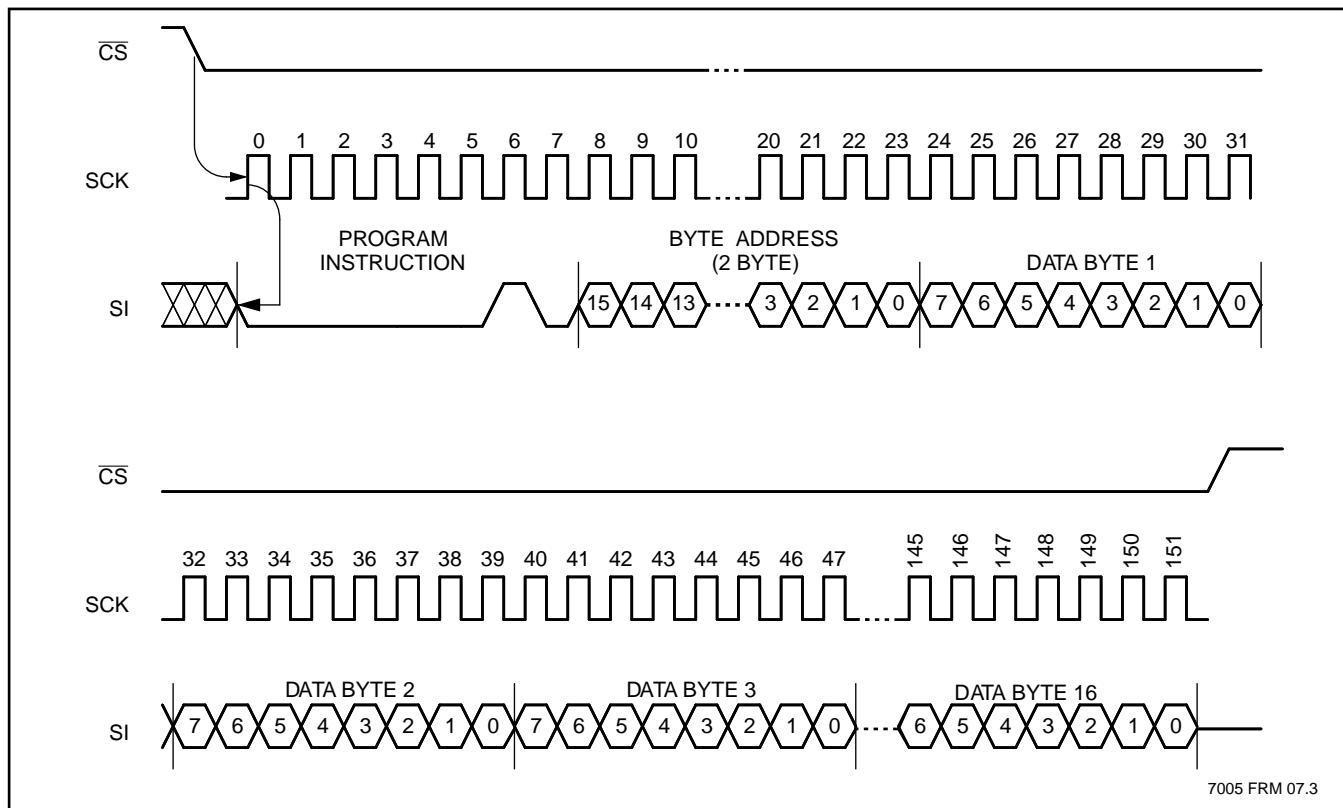 CS
0 1 2 3 4 5 6 7 8 9 10 20 21 22 23 24 25 26 27 28 29 30 31
SCK
PROGRAM
INSTRUCTION
BYTE ADDRESS
(2 BYTE)
DATA BYTE 1
SI
15 14 13 3 2 1 0 7 6 5 4 3 2 1 0
CS
32 33 34 35 36 37 38 39 40 41 42 43 44 45 46 47 145 146 147 148 149 150 151
SCK
DATA BYTE 2 DATA BYTE 3 DATA BYTE 16
SI
7 6 5 4 3 2 1 0 7 6 5 4 3 2 1 0 6 5 4 3 2 1 0
7005 FRM 07.3